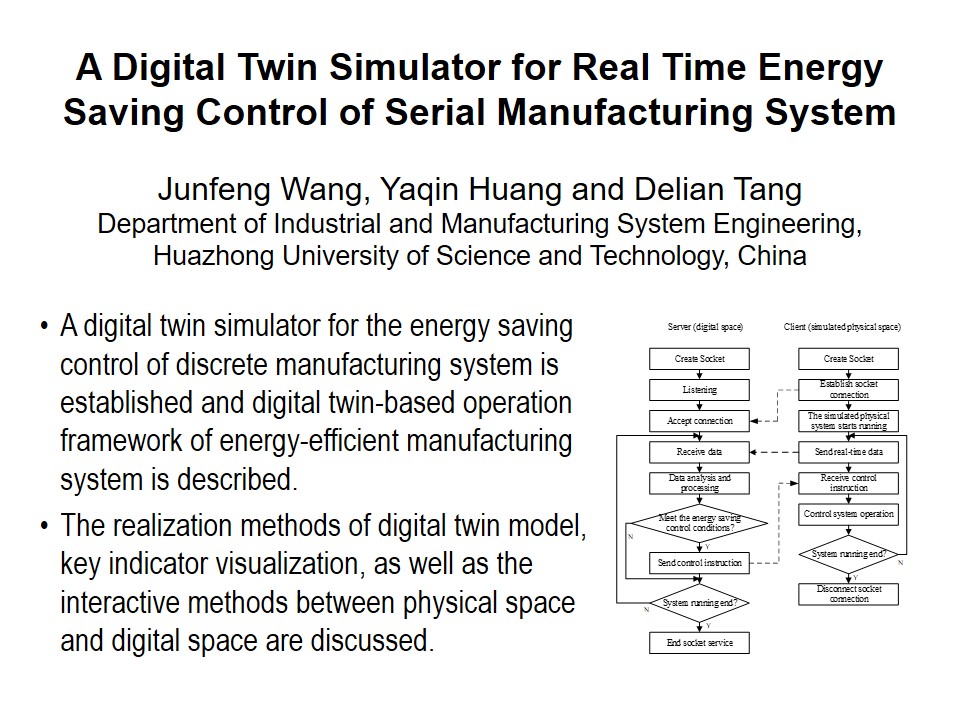 A Digital Twin Simulator for Real Time Energy
Saving Control of Serial Manufacturing System
Junfeng Wang, Yaqin Huang and Delian Tang
Department of Industrial and Manufacturing System Engineering,
Huazhong University of Science and Technology, China
• A digital twin simulator for the energy saving
control of discrete manufacturing system is
established and digital twin-based operation
framework of energy-efficient manufacturing
system is described.
• The realization methods of digital twin model,
key indicator visualization, as well as the
interactive methods between physical space
and digital space are discussed.
Server (digital space)
Create Socket
Listening
Accept connection
Receive data
Data analysis and
processing
Meet the energy saving
control conditions?
N
Y
Send control instruction
System running end?
N
Y
End socket service
Client (simulated physical space)
Create Socket
Establish socket
connection
The simulated physical
system starts running
Send real-time data
Receive control
instruction
Control system operation
System running end?
N
Y
Disconnect socket
connection